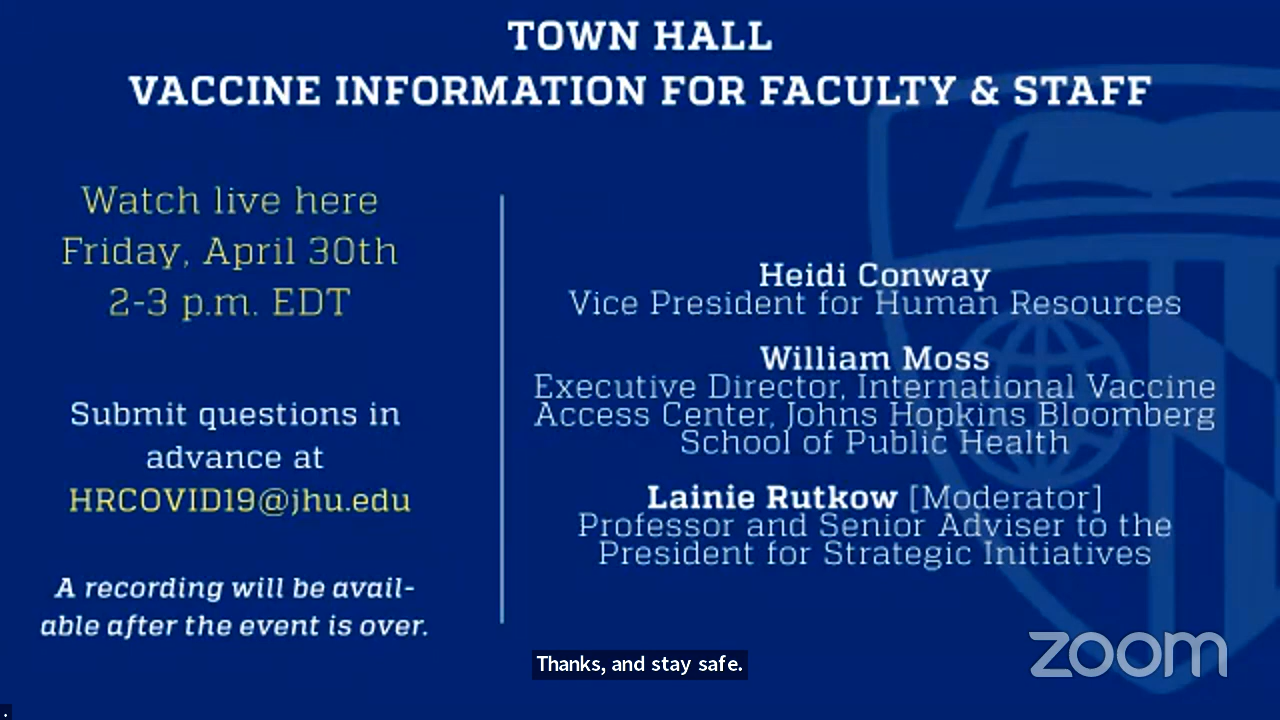 TOWN HALL
VACCINE INFORMATION FOR FACULTY & STAFF
Watch live here
Friday, April 30th
2-3 p.m. EDT
Submit questions in
advance at
HRCOVID19@jhu.edu
A recording will be avail-
able after the event is over.
Heidi Conway
Vice President for Human Resources
William Moss
Executive Director, International Vaccine
Access Center, Johns Hopkins Bloomberg
School of Public Health
Lainie Rutkow [Moderator]
Professor and Senior Adviser to the
President for Strategic Initiatives
Thanks, and stay safe.
zoom
.